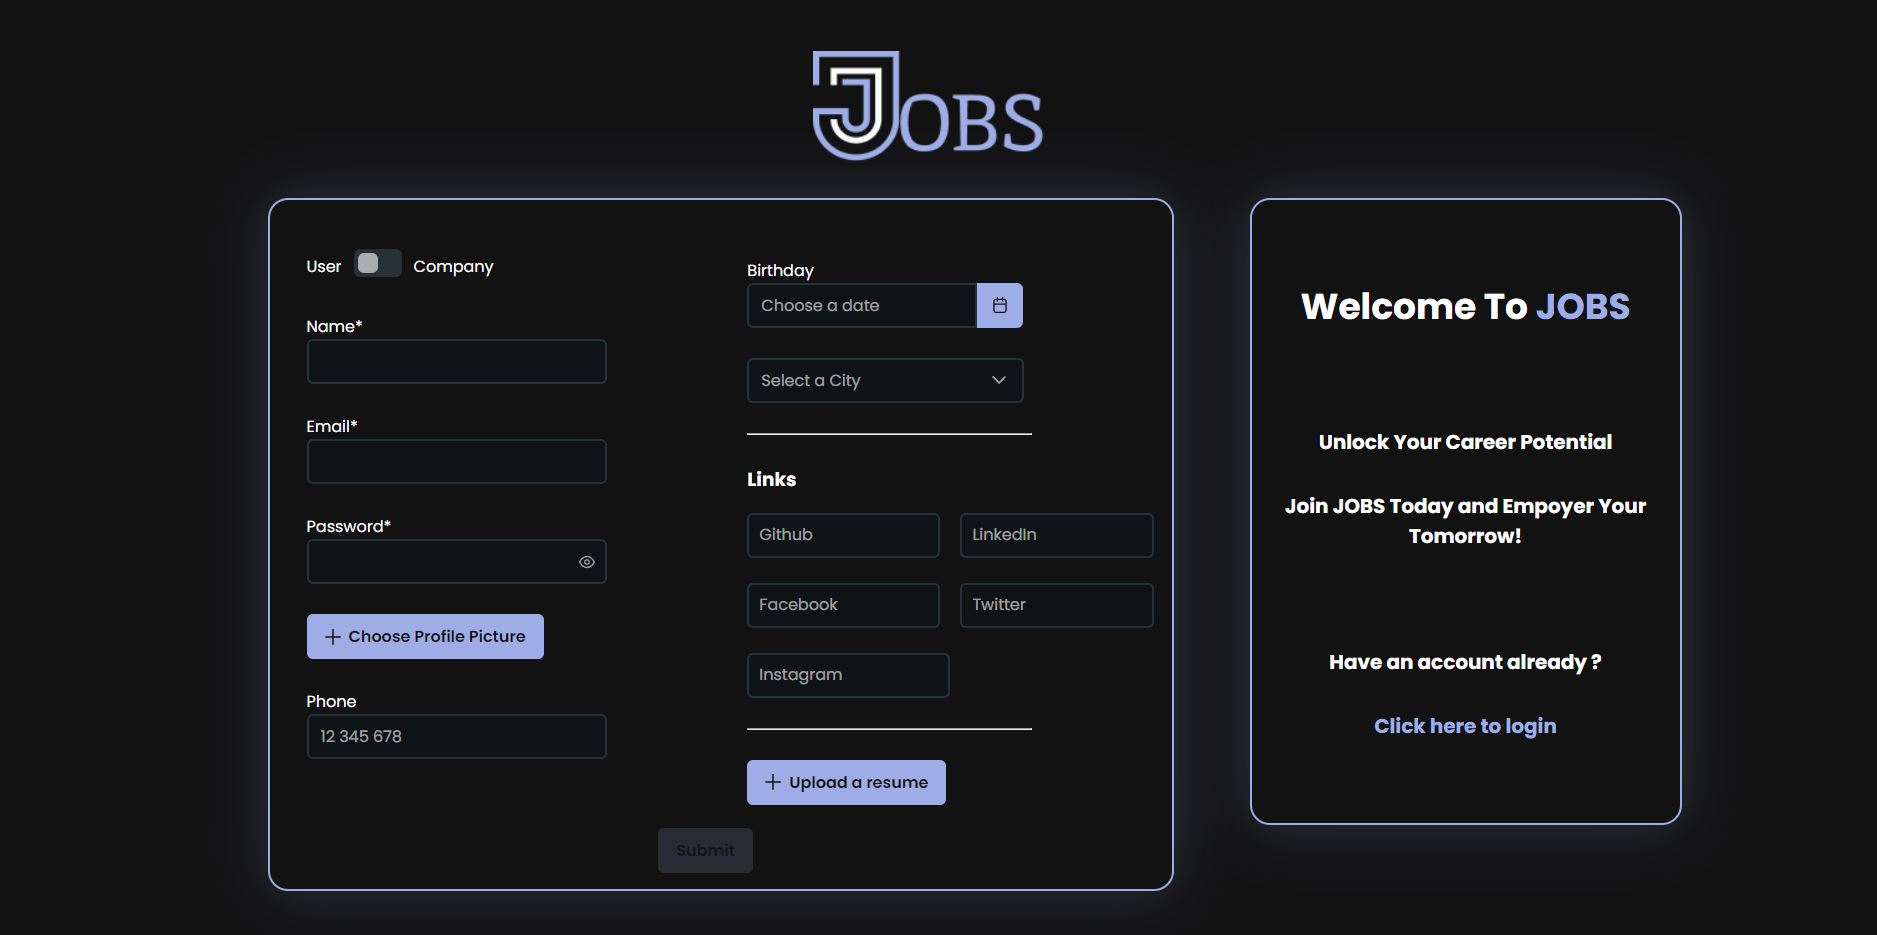 JOBS
User Company
Name*
Email*
Password*
Choose Profile Picture
Phone
12 345 678
Birthday
Choose a date
Select a City
Links
Github LinkedIn
Facebook Twitter
Instagram
Upload a resume
Submit
Welcome To JOBS
Unlock Your Career Potential
Join JOBS Today and Empoyer Your
Tomorrow!
Have an account already ?
Click here to login